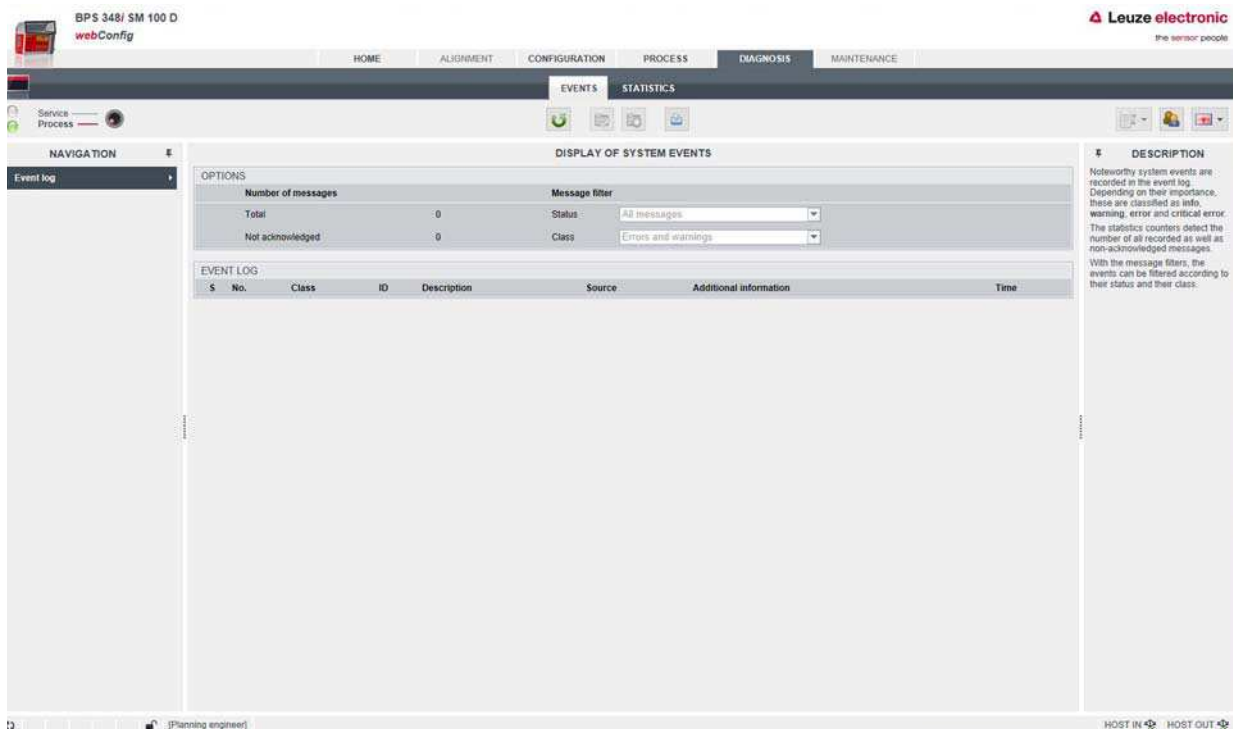 BPS 348i SM 100 D
webConfig
Leuze electronic
the sensor people
HOME ALIGNMENT CONFIGURATION PROCESS DIAGNOSIS MAINTENANCE
EVENTS STATISTICS
Service
Process
NAVIGATION
Event log
DISPLAY OF SYSTEM EVENTS
OPTIONS
Number of messages Message filter
Total 0 Status All messages
Not acknowledged 0 Class Errors and warnings
EVENT LOG
S No. Class ID Description Source Additional information Time
DESCRIPTION
Noteworthy system events are
recorded in the event log.
Depending on their importance,
these are classified as info,
warning, error and critical error.
The statistics counters detect the
number of all recorded as well as
non-acknowledged messages.
With the message filters, the
events can be filtered according to
their status and their class.
[Planning engineer]
HOST IN HOST OUT